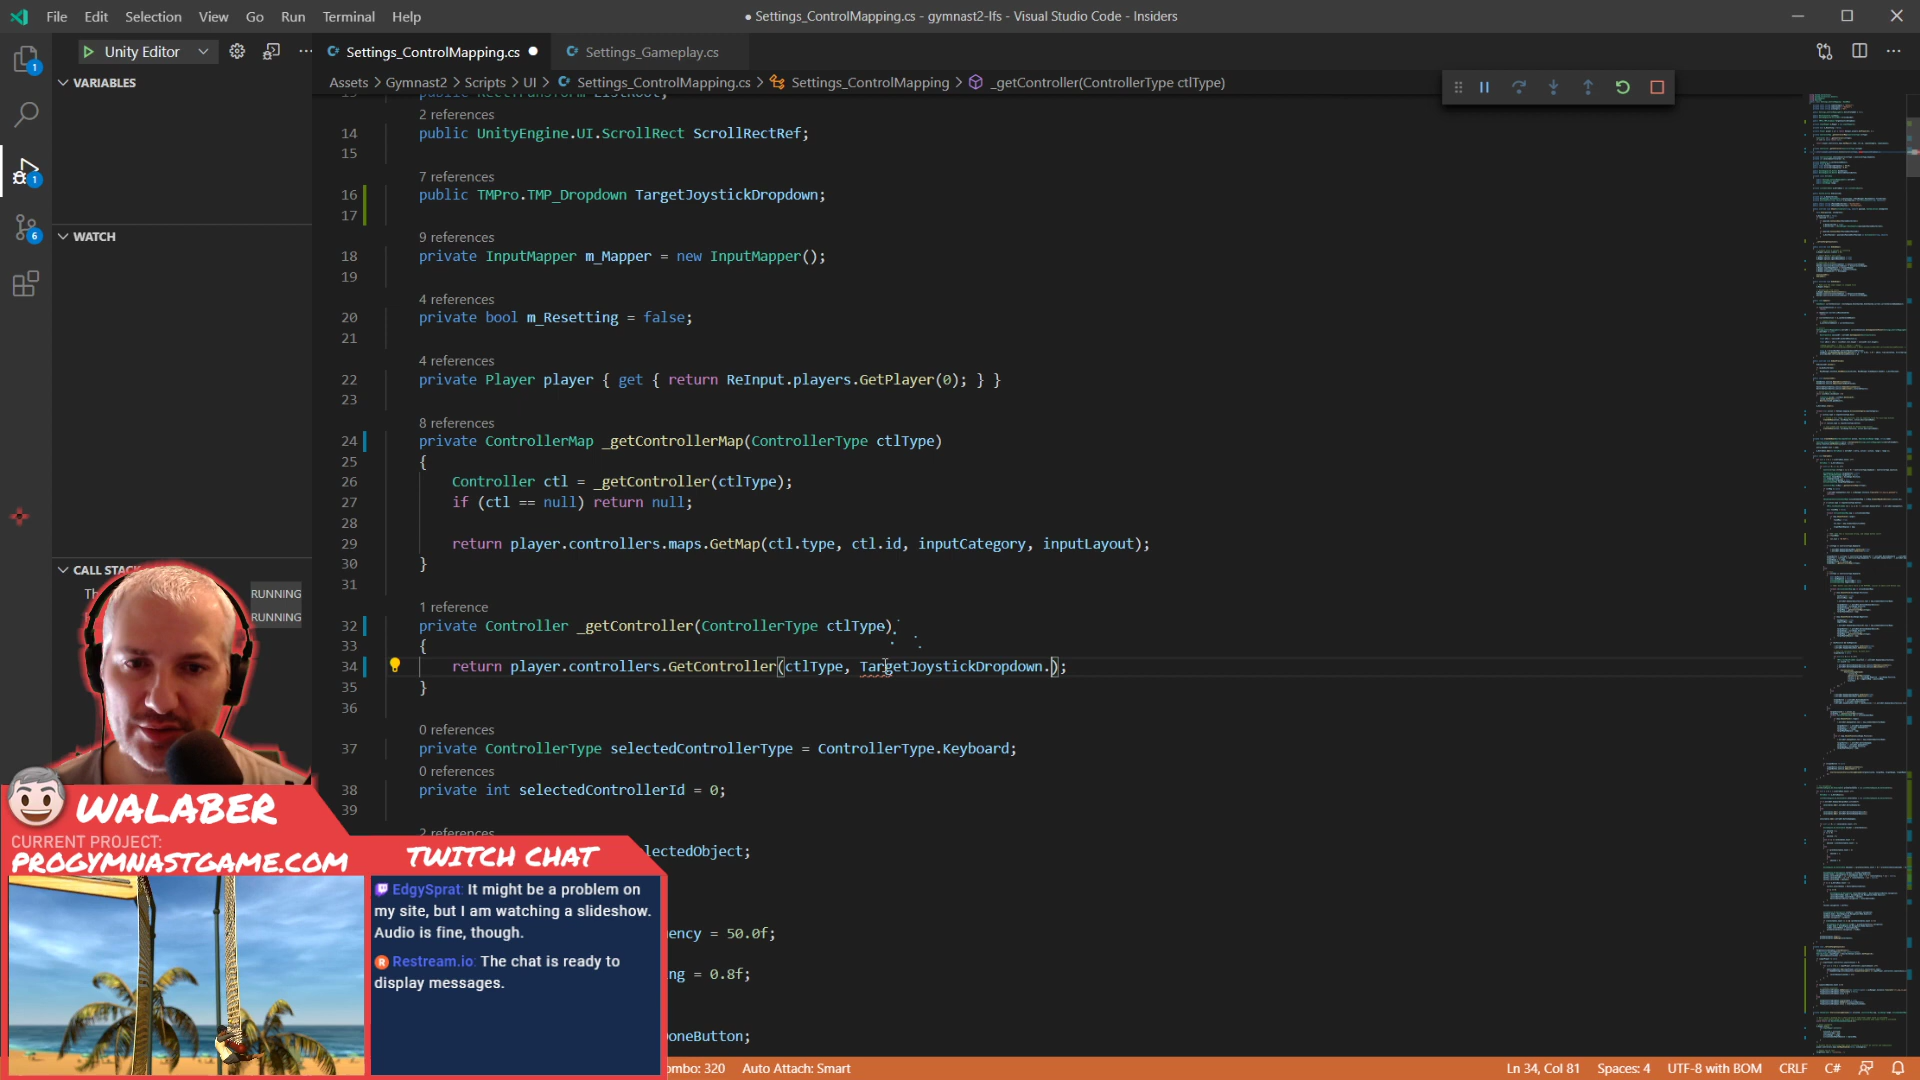 File Edit Selection View Go Run Terminal Help
● Settings_ControlMapping.cs - gymnast2-lfs - Visual Studio Code - Insiders
Unity Editor
Settings_ControlMapping.cs
Settings_Gameplay.cs
VARIABLES
Assets > Gymnast2 > Scripts > UI > Settings_ControlMapping.cs > Settings_ControlMapping > _getController(ControllerType ctlType)
2 references
14 public UnityEngine.UI.ScrollRect ScrollRectRef;
15
7 references
16 public TMPro.TMP_Dropdown TargetJoystickDropdown;
17
WATCH
9 references
18 private InputMapper m_Mapper = new InputMapper();
19
4 references
20 private bool m_Resetting = false;
21
4 references
22 private Player player { get { return ReInput.players.GetPlayer(0); } }
23
8 references
24 private ControllerMap _getControllerMap(ControllerType ctlType)
25 {
26 Controller ctl = _getController(ctlType);
27 if (ctl == null) return null;
28
29 return player.controllers.maps.GetMap(ctl.type, ctl.id, inputCategory, inputLayout);
30 }
31
CALL STAC
RUNNING
RUNNING
1 reference
32 private Controller _getController(ControllerType ctlType)
33 {
34 return player.controllers.GetController(ctlType, TargetJoystickDropdown.);
35 }
36
0 references
37 private ControllerType selectedControllerType = ControllerType.Keyboard;
0 references
38 private int selectedControllerId = 0;
39
2 references
lectedObject;
ency = 50.0f;
ng = 0.8f;
oneButton;
WALABER
CURRENT PROJECT:
PROGYMNASTGAME.COM
TWITCH CHAT
EdgySprat: It might be a problem on
my site, but I am watching a slideshow.
Audio is fine, though.
Restream.io: The chat is ready to
display messages.
ombo: 320 Auto Attach: Smart
Ln 34, Col 81 Spaces: 4 UTF-8 with BOM CRLF C#